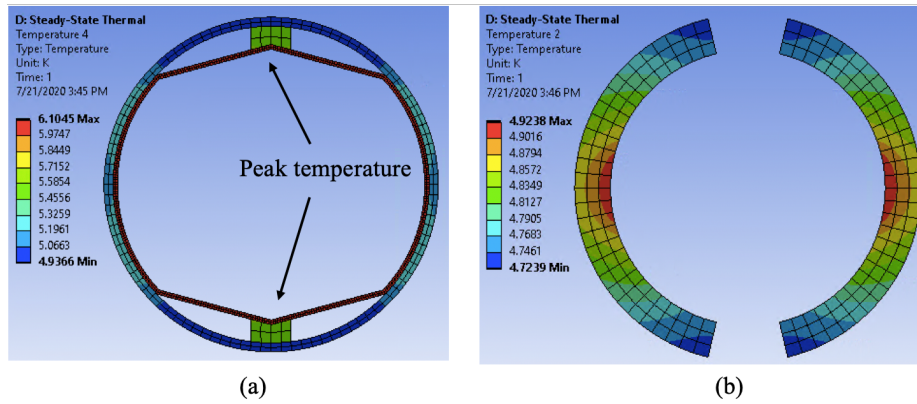 D: Steady-State Thermal
Temperature 4
Type: Temperature
Unit: K
Time: 1
7/21/2020 3:45 PM
6.1045 Max
5.9747
5.8449
5.7152
5.5854
5.4556
5.3259
5.1961
5.0663
4.9366 Min
Peak temperature
(a)
D: Steady-State Thermal
Temperature 2
Type: Temperature
Unit: K
Time: 1
7/21/2020 3:46 PM
4.9238 Max
4.9016
4.8794
4.8572
4.8349
4.8127
4.7905
4.7683
4.7461
4.7239 Min
(b)